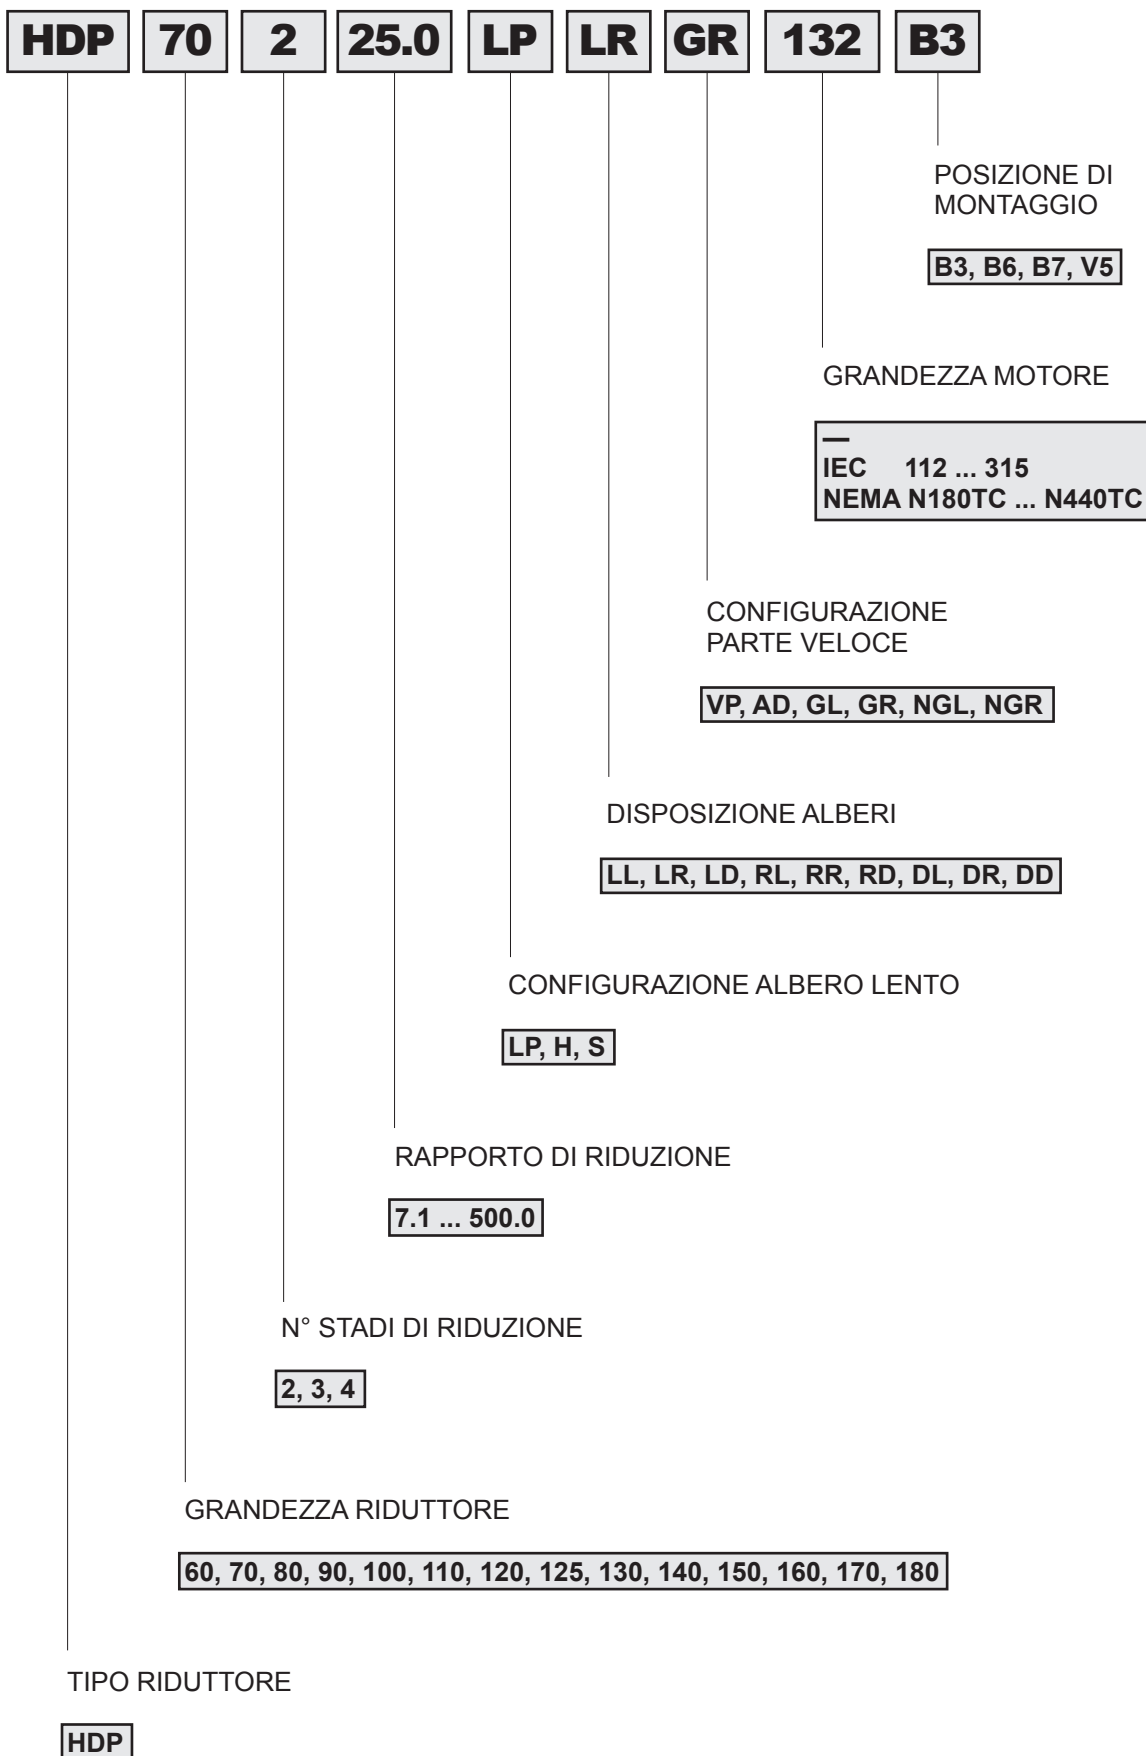 HDP 70 2 25.0 LP LR GR 132 B3
POSIZIONE DI
MONTAGGIO
B3, B6, B7, V5
GRANDEZZA MOTORE
—
IEC 112 ... 315
NEMA N180TC ... N440TC
CONFIGURAZIONE
PARTE VELOCE
VP, AD, GL, GR, NGL, NGR
DISPOSIZIONE ALBERI
LL, LR, LD, RL, RR, RD, DL, DR, DD
CONFIGURAZIONE ALBERO LENTO
LP, H, S
RAPPORTO DI RIDUZIONE
7.1 ... 500.0
N° STADI DI RIDUZIONE
2, 3, 4
GRANDEZZA RIDUTTORE
60, 70, 80, 90, 100, 110, 120, 125, 130, 140, 150, 160, 170, 180
TIPO RIDUTTORE
HDP